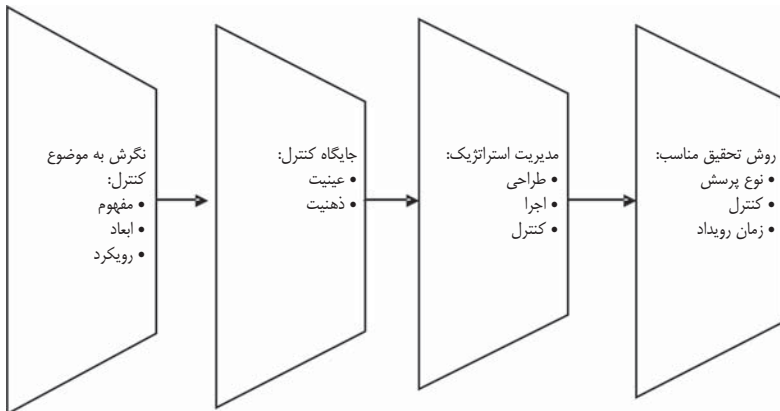 نگرش به موضوع
کنترل:
• مفهوم
• ابعاد
• رویکرد
جایگاه کنترل:
• عینیت
• ذهنیت
مدیریت استراتژیک:
• طراحی
• اجرا
• کنترل
روش تحقیق مناسب:
• نوع پرسش
• کنترل
• زمان رویداد